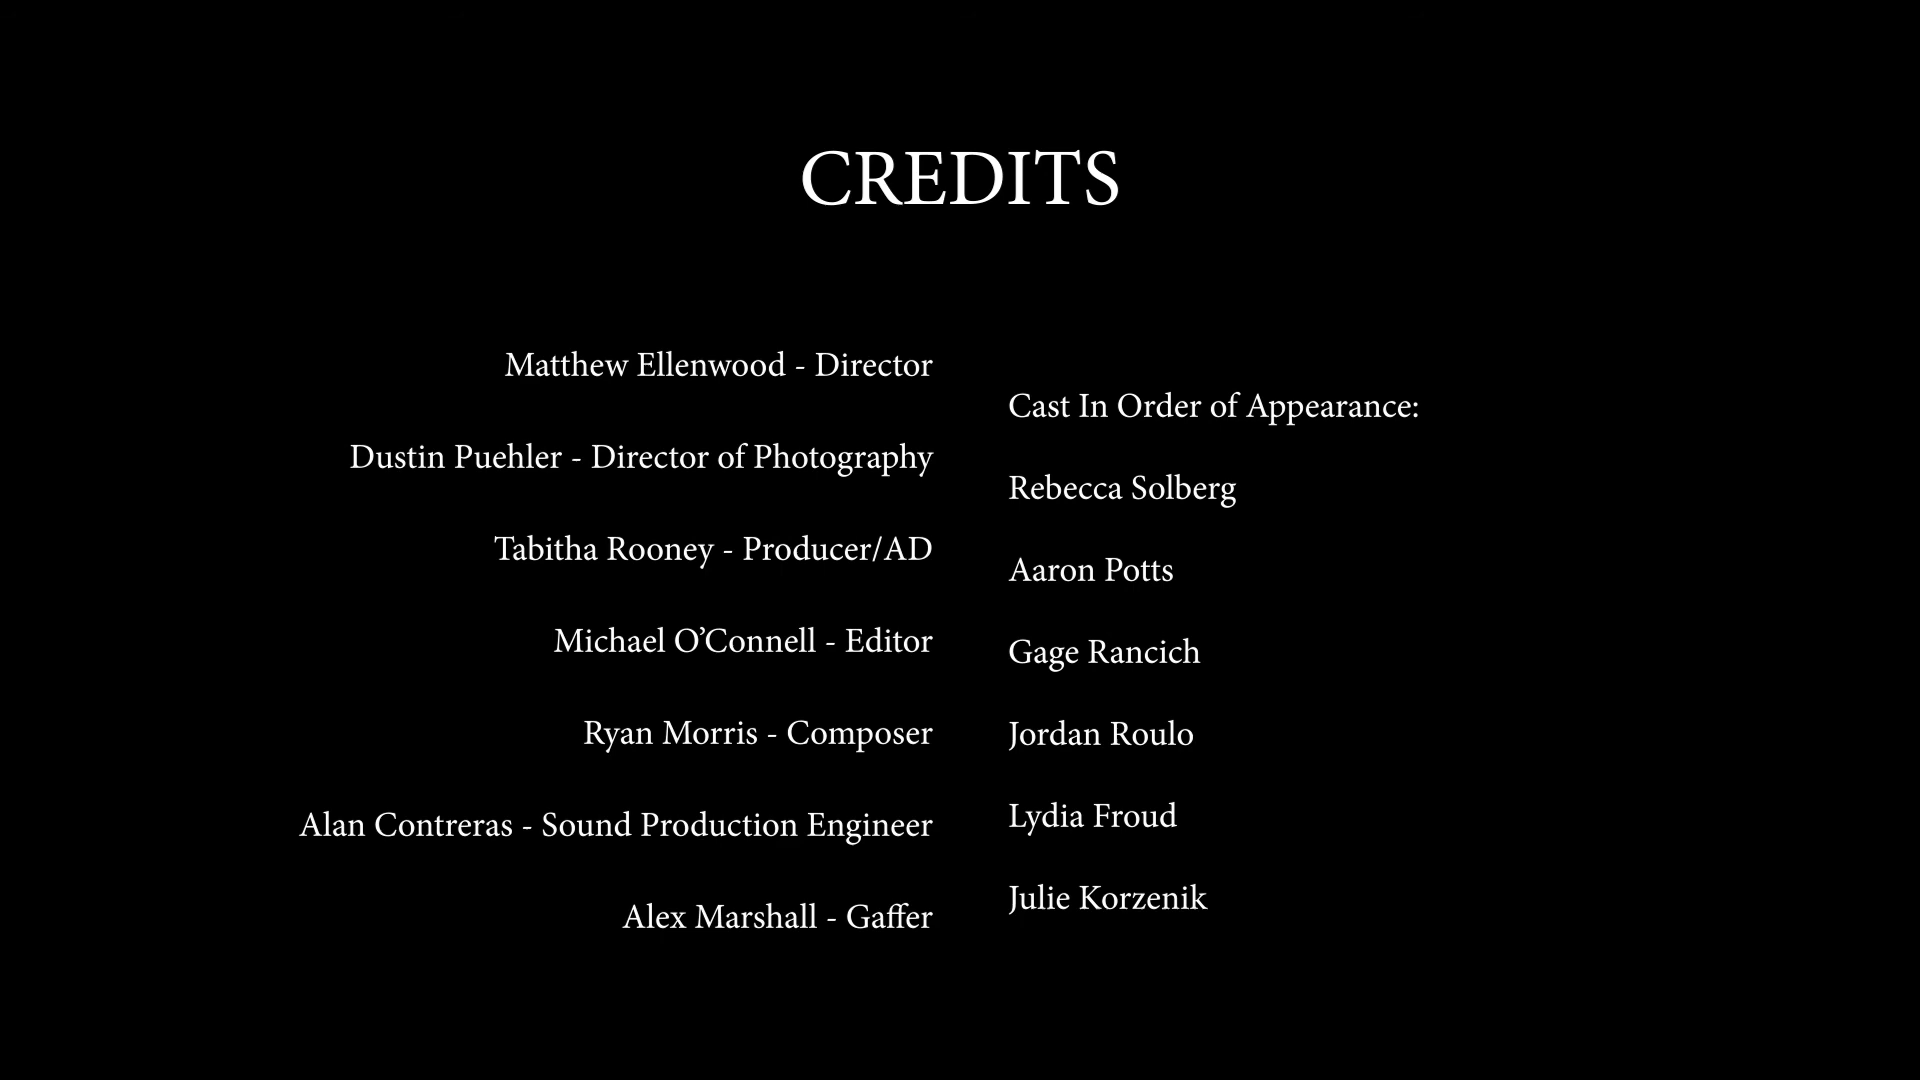 CREDITS
Matthew Ellenwood - Director
Dustin Puehler - Director of Photography
Tabitha Rooney - Producer/AD
Michael O’Connell - Editor
Ryan Morris - Composer
Alan Contreras - Sound Production Engineer
Alex Marshall - Gaffer
Cast In Order of Appearance:
Rebecca Solberg
Aaron Potts
Gage Rancich
Jordan Roulo
Lydia Froud
Julie Korzenik